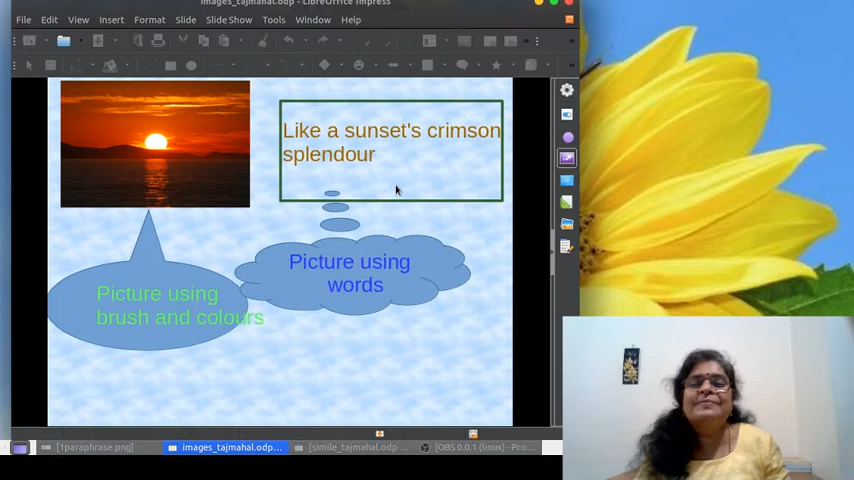 images_tajmahal.odp - LibreOffice Impress
File Edit View Insert Format Slide Slide Show Tools Window Help
Like a sunset's crimson
splendour
Picture using
words
Picture using
brush and colours
[1paraphrase.png]
images_tajmahal.odp...
[simile_tajmahal.odp ...
[OBS 0.0.1 (linux) - Pro...